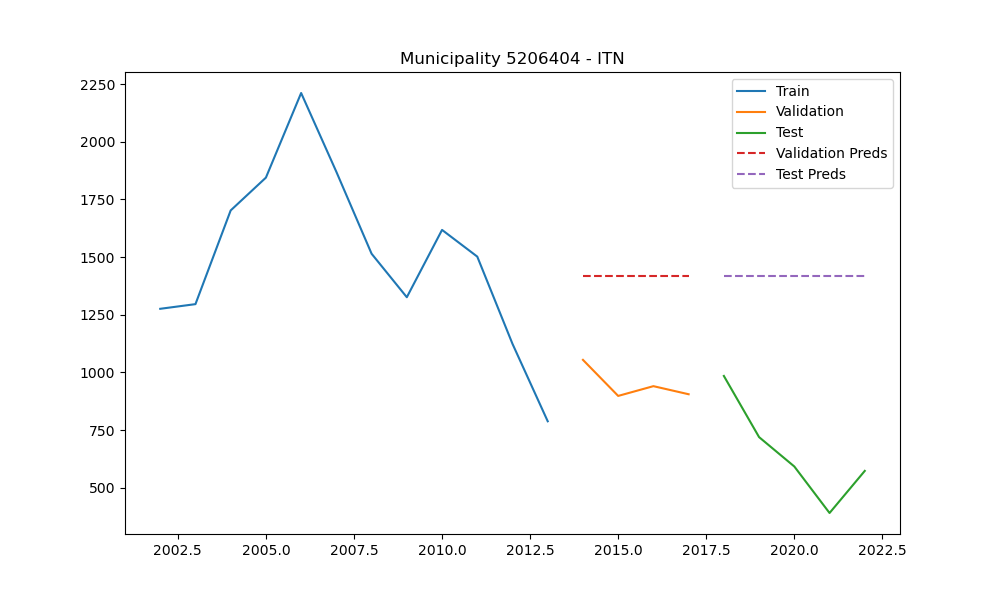 Municipality 5206404 - ITN
2250
2000
1750
1500
1250
1000
750
500
Train
Validation
Test
Validation Preds
Test Preds
2002.5 2005.0 2007.5 2010.0 2012.5 2015.0 2017.5 2020.0 2022.5